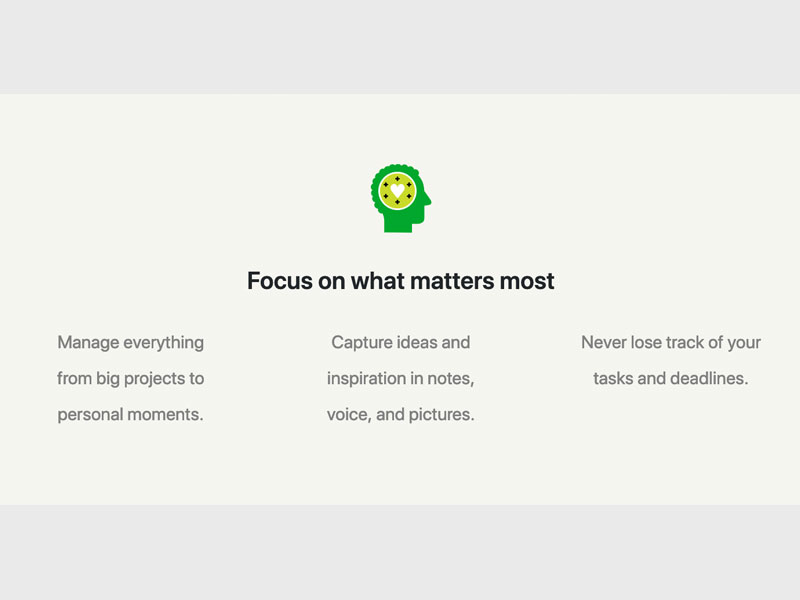 Focus on what matters most
Manage everything
from big projects to
personal moments.
Capture ideas and
inspiration in notes,
voice, and pictures.
Never lose track of your
tasks and deadlines.